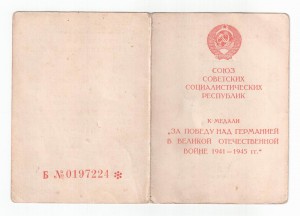 Б №0197224 ✻
СОЮЗ
СОВЕТСКИХ
СОЦИАЛИСТИЧЕСКИХ
РЕСПУБЛИК
К МЕДАЛИ
„ЗА ПОБЕДУ НАД ГЕРМАНИЕЙ
В ВЕЛИКОЙ ОТЕЧЕСТВЕННОЙ
ВОЙНЕ 1941–1945 гг.“